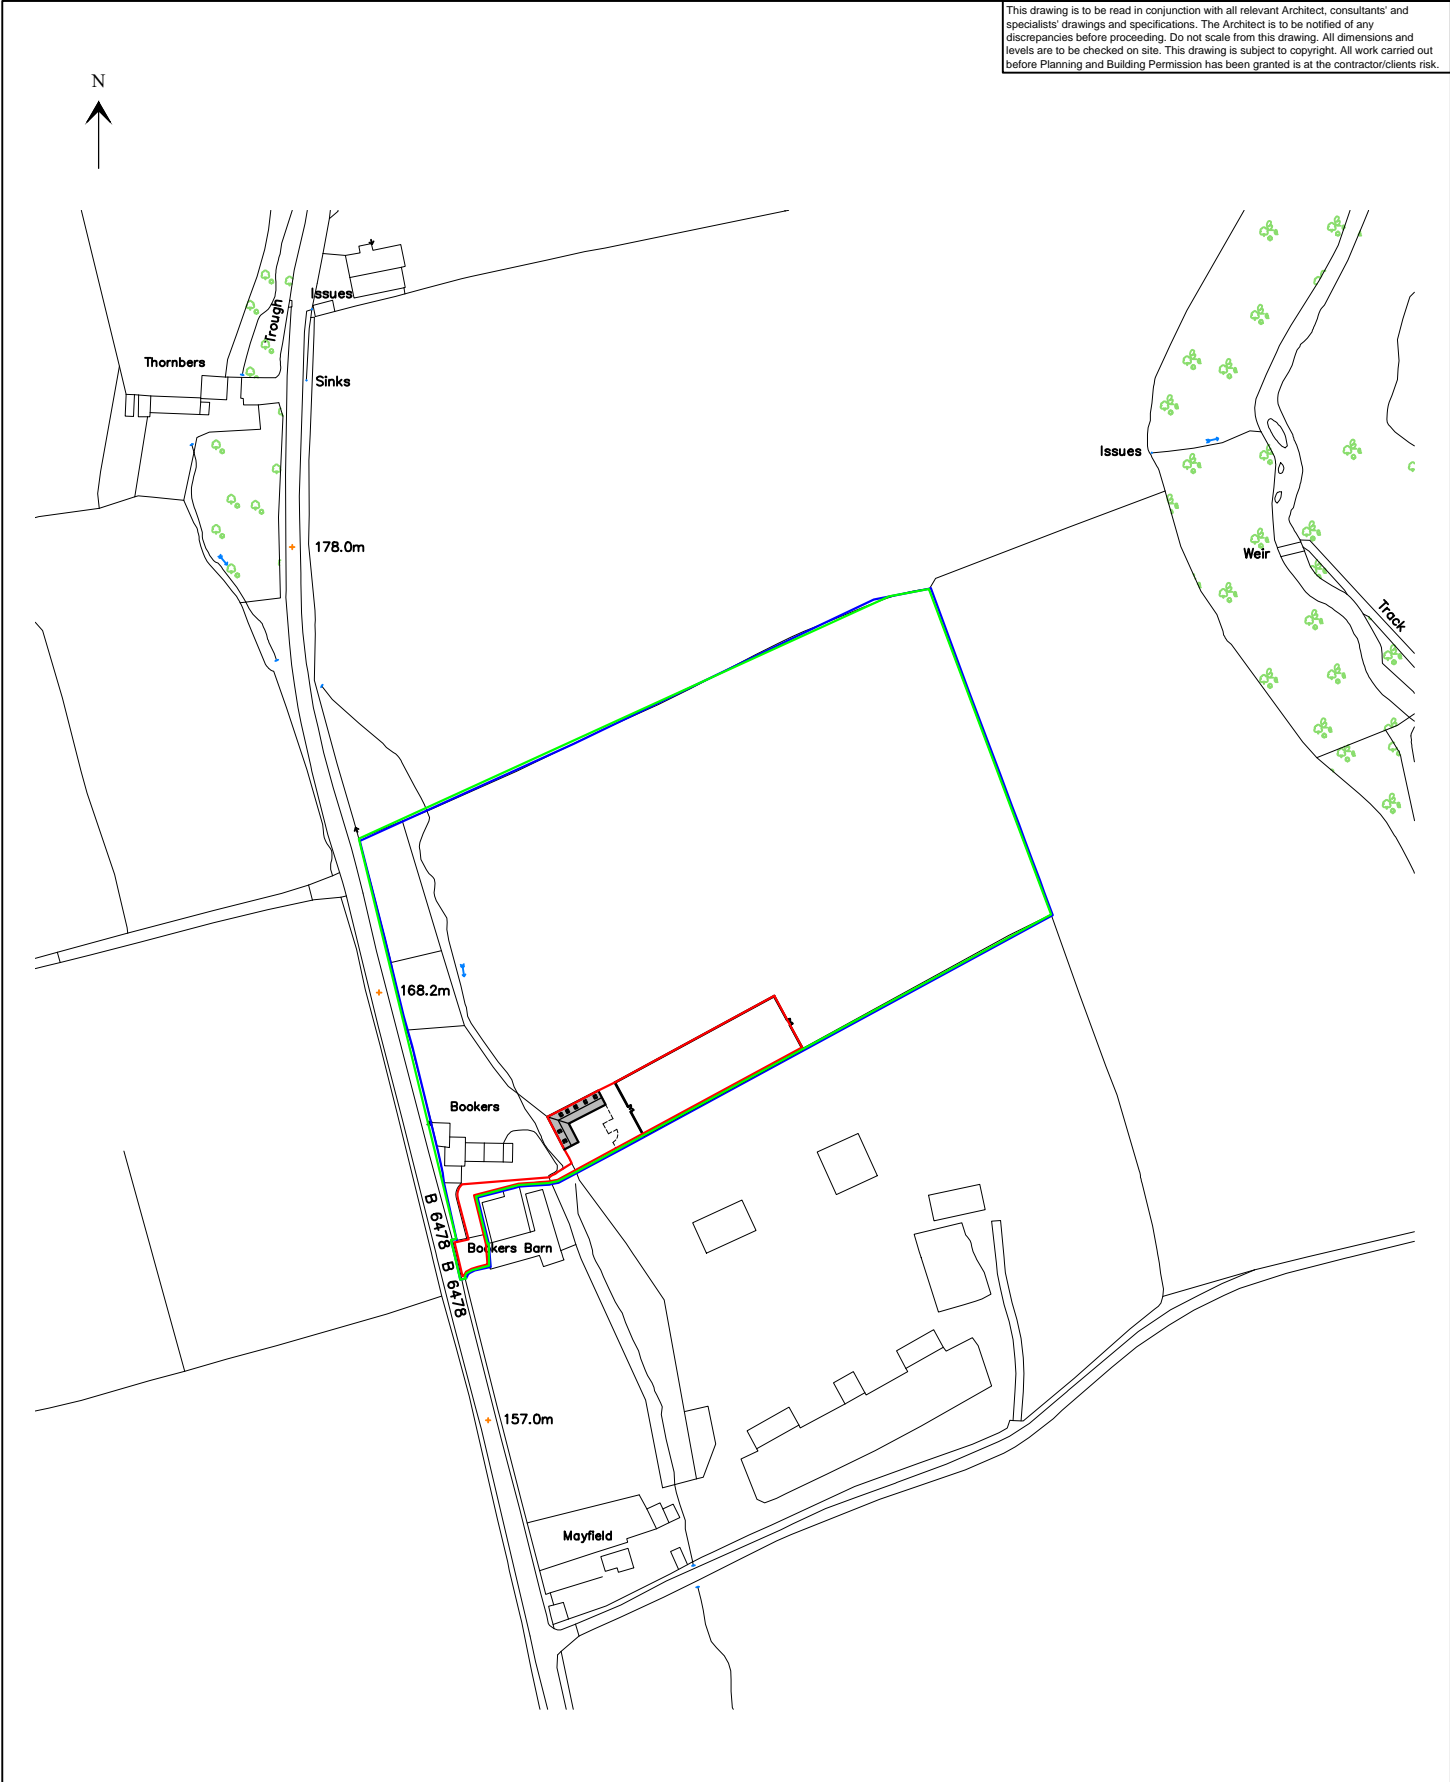 This drawing is to be read in conjunction with all relevant Architect, consultants' and
specialists' drawings and specifications. The Architect is to be notified of any
discrepancies before proceeding. Do not scale from this drawing. All dimensions and
levels are to be checked on site. This drawing is subject to copyright. All work carried out
before Planning and Building Permission has been granted is at the contractor/clients risk.
N
Issues
Trough
Thornbers
Sinks
Issues
178.0m
Weir
Track
168.2m
Bookers
B 6478
Bookers Barn
B 6478
157.0m
Mayfield